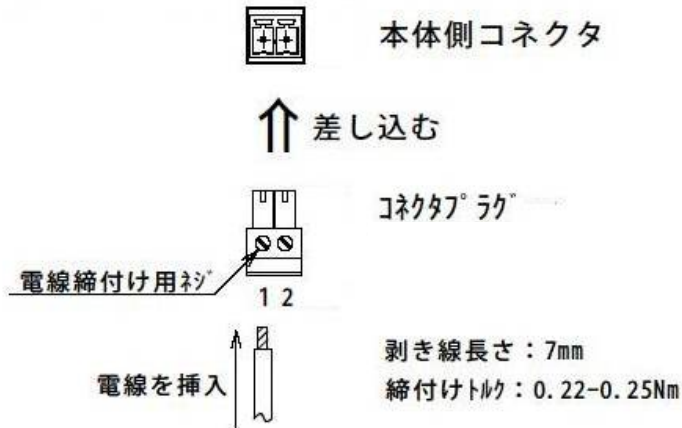 本体側コネクタ
差し込む
コネクタプラグ
電線締付け用ネジ
1 2
電線を挿入
剥き線長さ：7mm
締付けトルク：0.22-0.25Nm